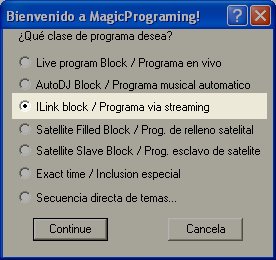 Bienvenido a MagicPrograming!
¿Qué clase de programa desea?
Live program Block / Programa en vivo
AutoDJ Block / Programa musical automatico
ILink block / Programa via streaming
Satellite Filled Block / Prog. de relleno satelital
Satellite Slave Block / Prog. esclavo de satelite
Exact time / Inclusion especial
Secuencia directa de temas...
Continue
Cancela